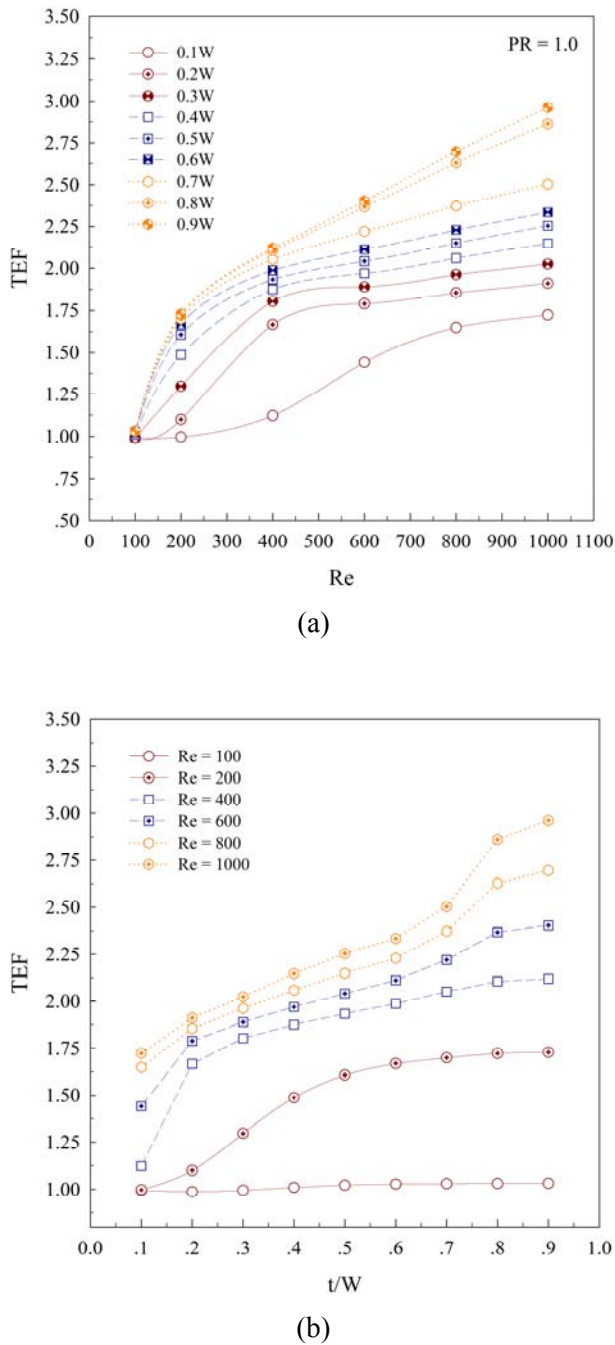 3.50
3.25
3.00
2.75
2.50
2.25
2.00
1.75
1.50
1.25
1.00
.75
.50
TEF
0.1W
0.2W
0.3W
0.4W
0.5W
0.6W
0.7W
0.8W
0.9W
PR = 1.0
0 100 200 300 400 500 600 700 800 900 1000 1100
Re
(a)
3.50
3.25
3.00
2.75
2.50
2.25
2.00
1.75
1.50
1.25
1.00
TEF
Re = 100
Re = 200
Re = 400
Re = 600
Re = 800
Re = 1000
0.0 .1 .2 .3 .4 .5 .6 .7 .8 .9 1.0
t/W
(b)